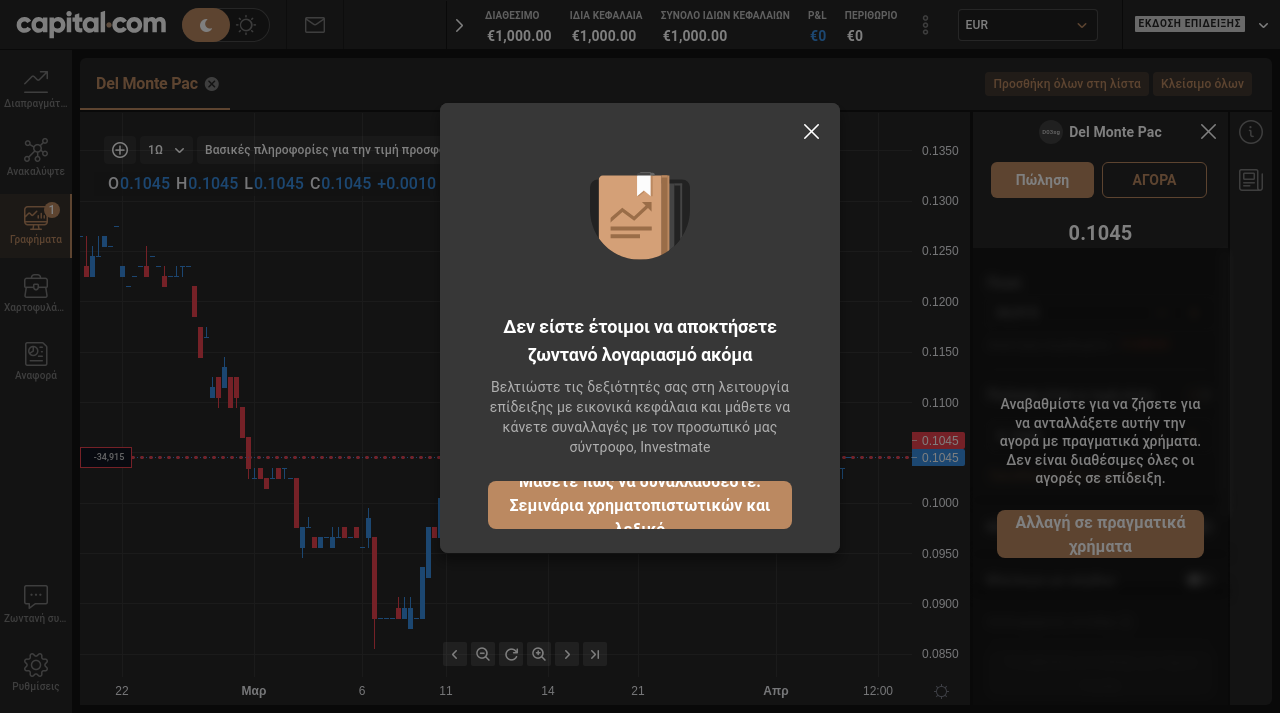 capital.com
ΔΙΑΘΕΣΙΜΟ
€1,000.00
ΙΔΙΑ ΚΕΦΑΛΑΙΑ
€1,000.00
ΣΥΝΟΛΟ ΙΔΙΩΝ ΚΕΦΑΛΑΙΩΝ
€1,000.00
P&L
€0
ΠΕΡΙΘΩΡΙΟ
€0
EUR
ΕΚΔΟΣΗ ΕΠΙΔΕΙΞΗΣ
Διαπραγμάτ...
Ανακαλύψτε
1
Γραφήματα
Χαρτοφυλά...
Αναφορά
Ζωντανή συ...
Ρυθμίσεις
Del Monte Pac
Προσθήκη όλων στη λίστα
Κλείσιμο όλων
1Ω
Βασικές πληροφορίες για την τιμή προσφ
O0.1045 H0.1045 L0.1045 C0.1045 +0.0010
-34,915
0.1350
0.1300
0.1250
0.1200
0.1150
0.1100
0.1045
0.1045
0.1000
0.0950
0.0900
0.0850
22
Μαρ
6
11
14
21
Απρ
12:00
Δεν είστε έτοιμοι να αποκτήσετε
ζωντανό λογαριασμό ακόμα
Βελτιώστε τις δεξιότητές σας στη λειτουργία
επίδειξης με εικονικά κεφάλαια και μάθετε να
κάνετε συναλλαγές με τον προσωπικό μας
σύντροφο, Investmate
Μάθετε πώς να συναλλάσσεστε.
Σεμινάρια χρηματοπιστωτικών και
λεξικό
Del Monte Pac
Πώληση
ΑΓΟΡΑ
0.1045
Αναβαθμίστε για να ζήσετε για
να ανταλλάξετε αυτήν την
αγορά με πραγματικά χρήματα.
Δεν είναι διαθέσιμες όλες οι
αγορές σε επίδειξη.
Αλλαγή σε πραγματικά
χρήματα